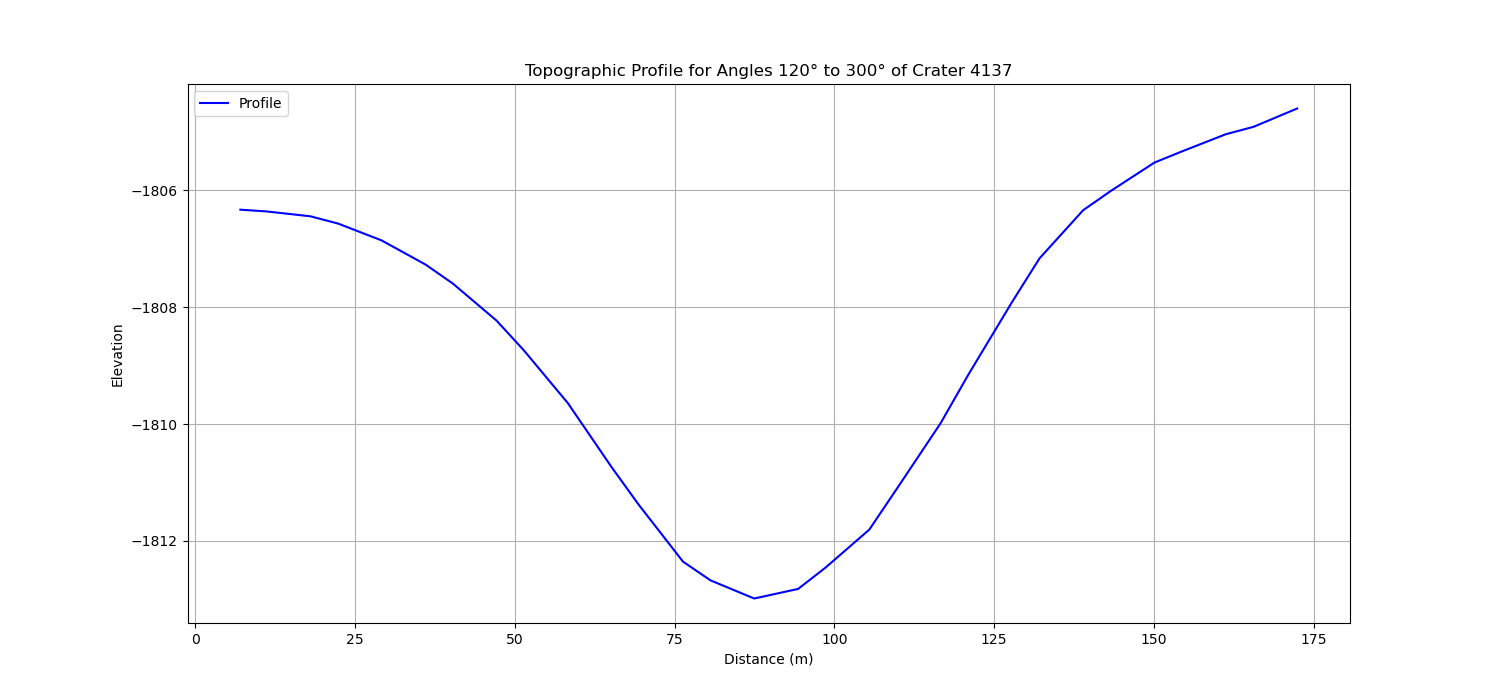 Topographic Profile for Angles 120° to 300° of Crater 4137
Profile
Elevation
−1806
−1808
−1810
−1812
0 25 50 75 100 125 150 175
Distance (m)